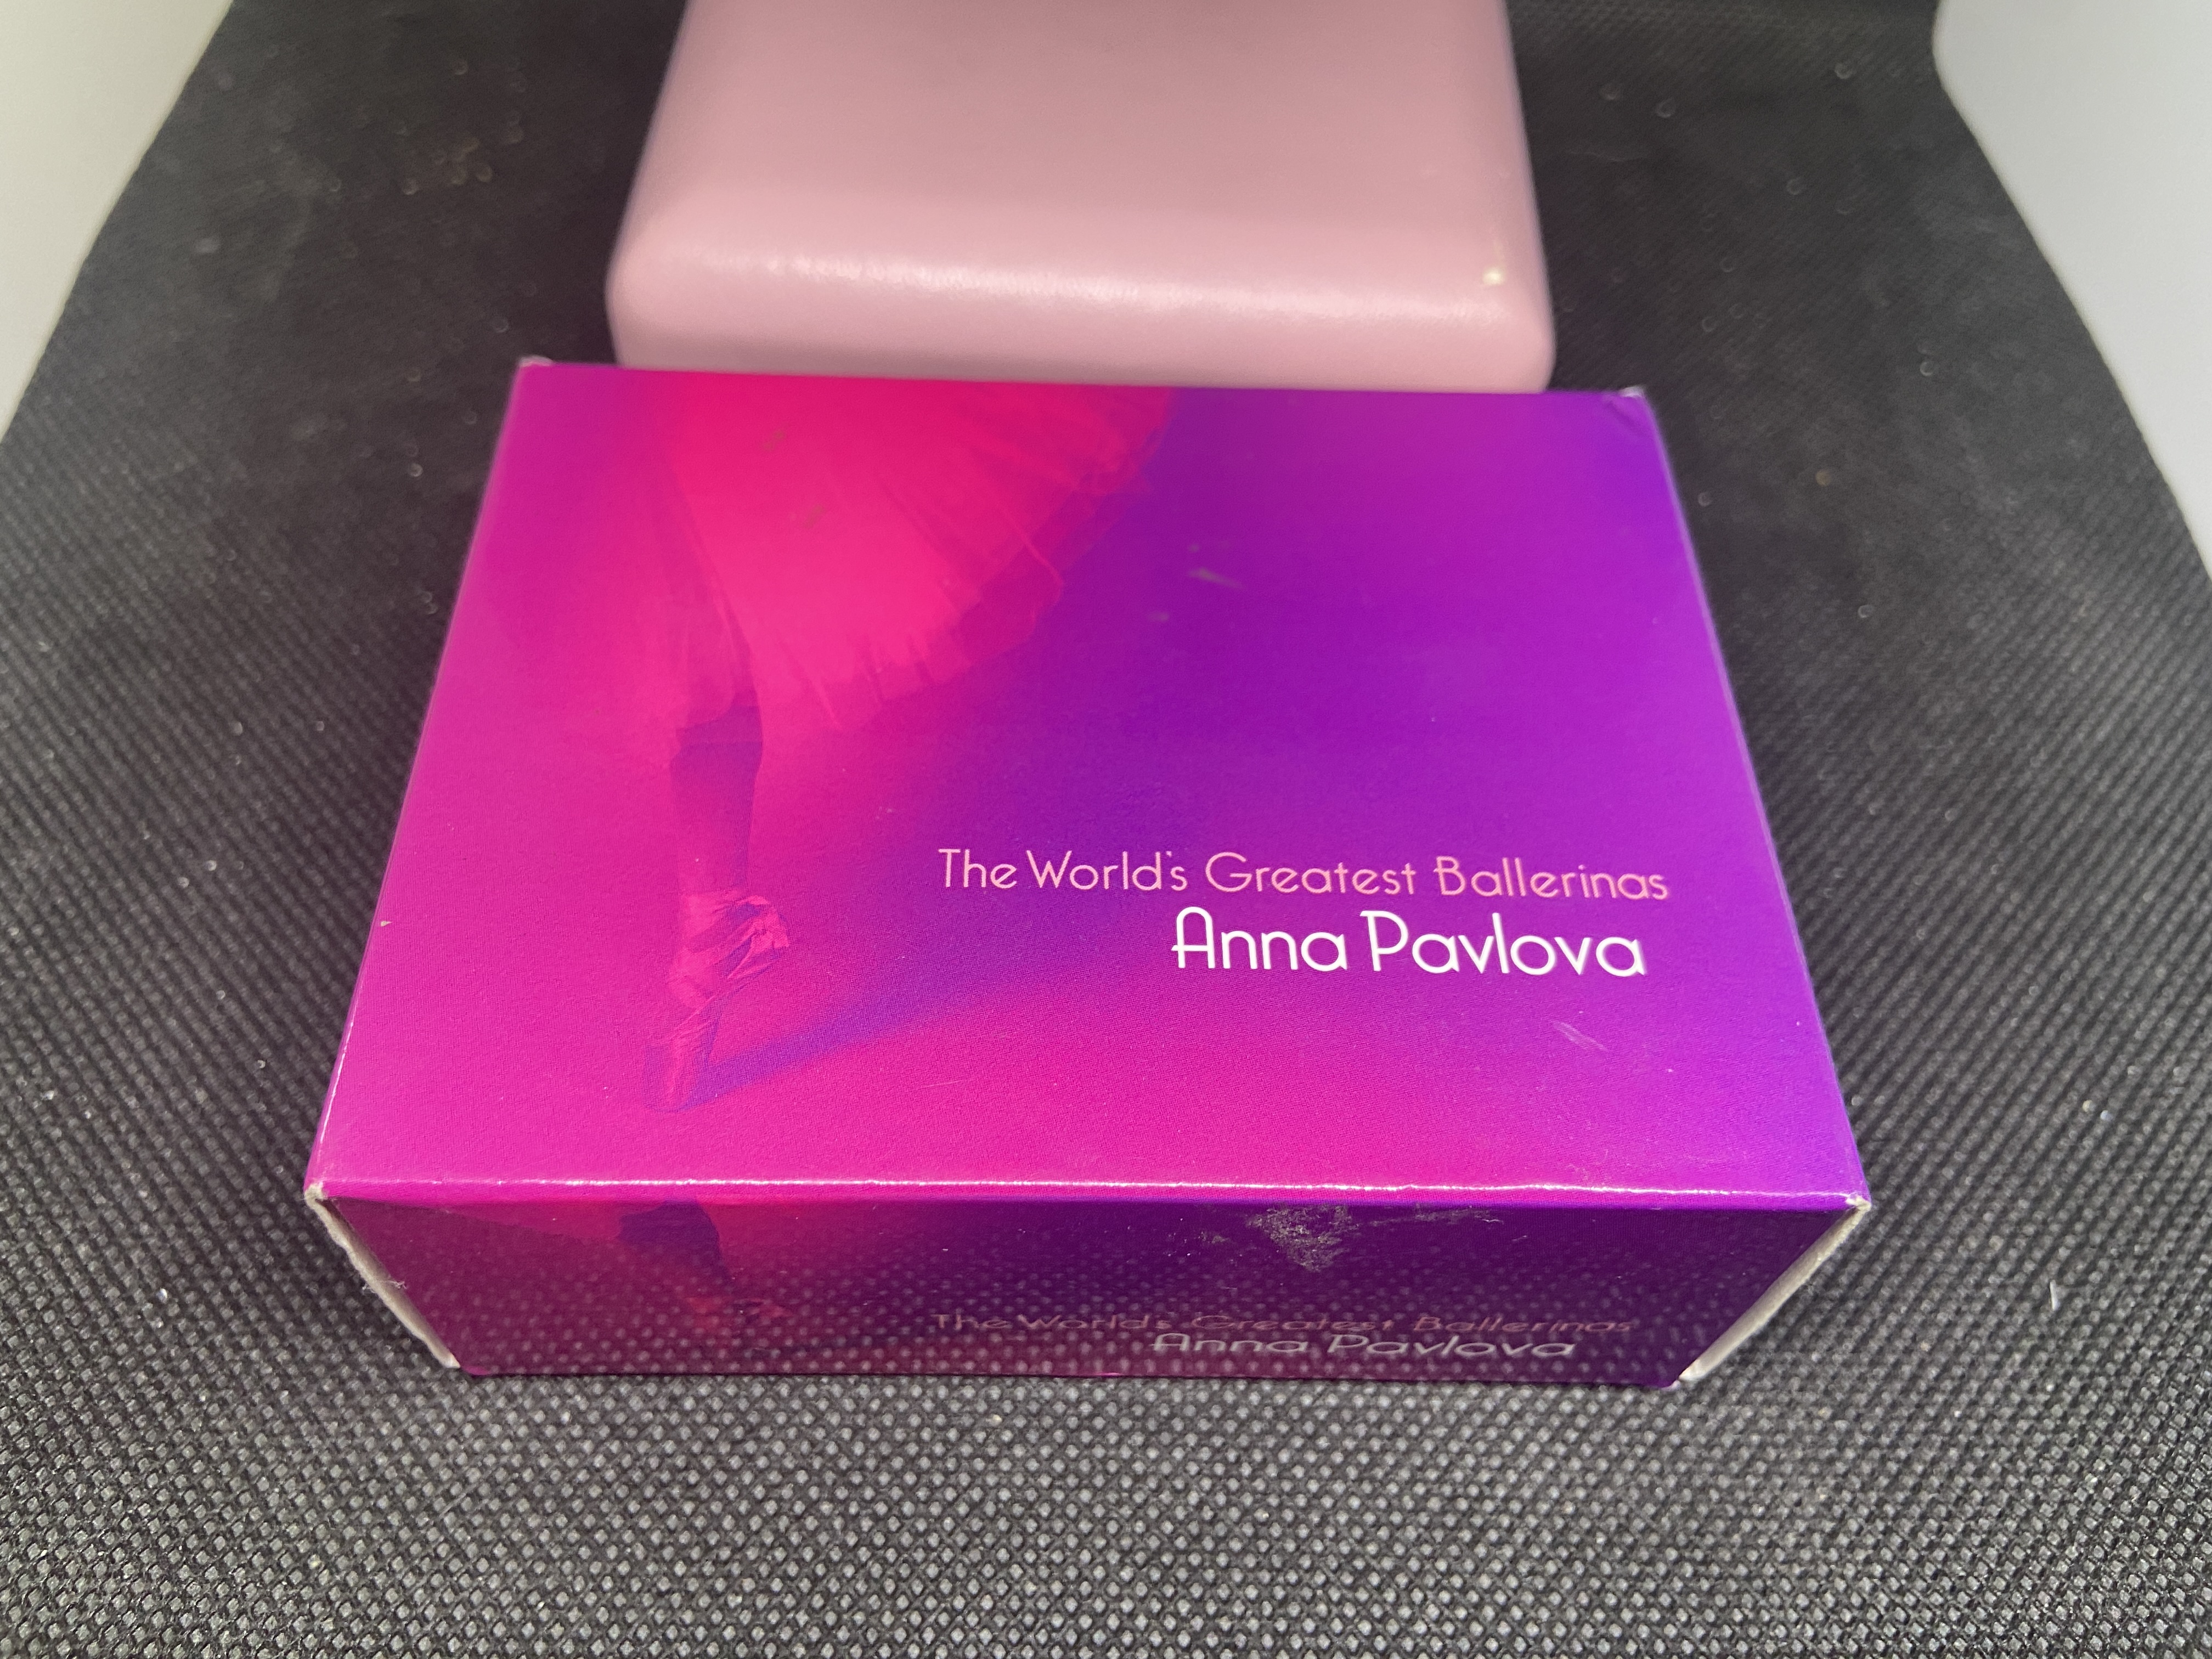 The World's Greatest Ballerinas
Anna Pavlova
The World's Greatest Ballerinas
Anna Pavlova